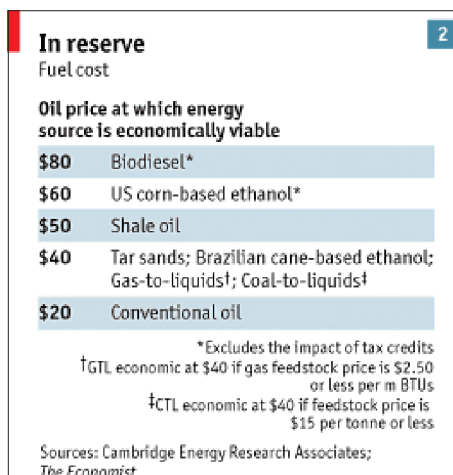 2
In reserve
Fuel cost
Oil price at which energy
source is economically viable
$80 Biodiesel*
$60 US corn-based ethanol*
$50 Shale oil
$40 Tar sands; Brazilian cane-based ethanol;
Gas-to-liquids†; Coal-to-liquids‡
$20 Conventional oil
*Excludes the impact of tax credits
†GTL economic at $40 if gas feedstock price is $2.50
or less per m BTUs
‡CTL economic at $40 if feedstock price is
$15 per tonne or less
Sources: Cambridge Energy Research Associates;
The Economist